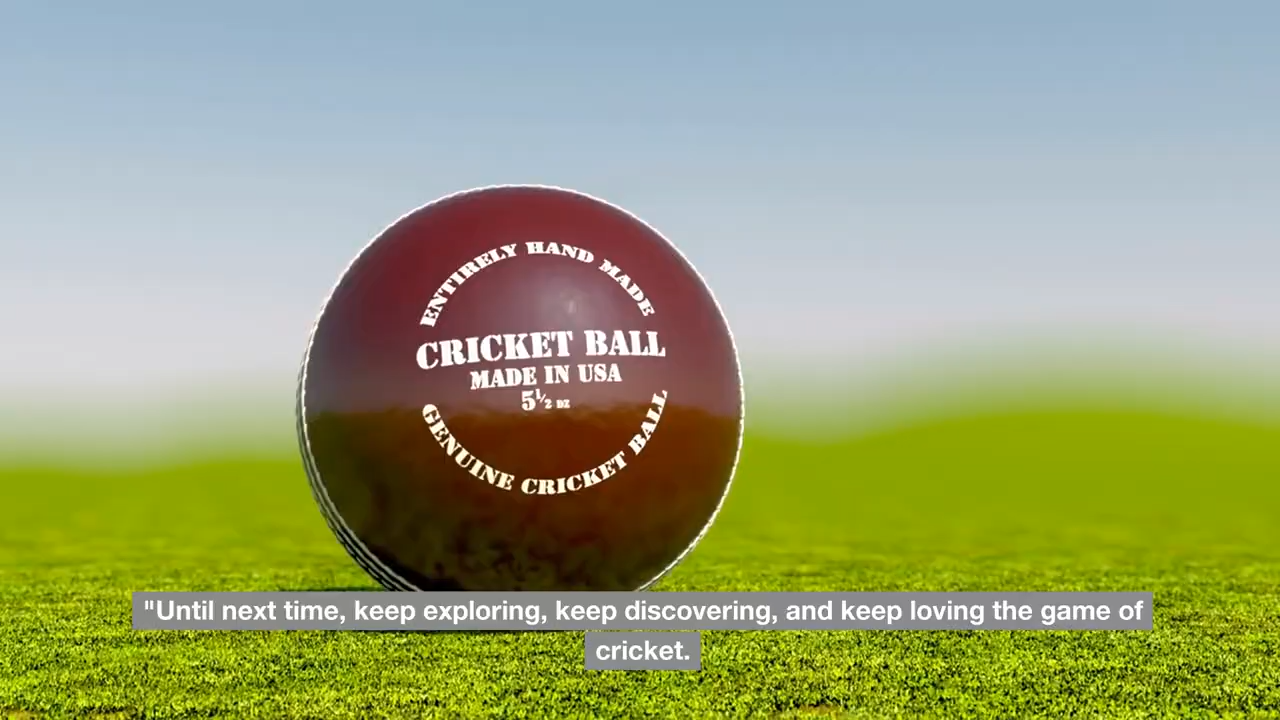 ENTIRELY HAND MADE
CRICKET BALL
MADE IN USA
5½ oz
GENUINE CRICKET BALL
"Until next time, keep exploring, keep discovering, and keep loving the game of
cricket.